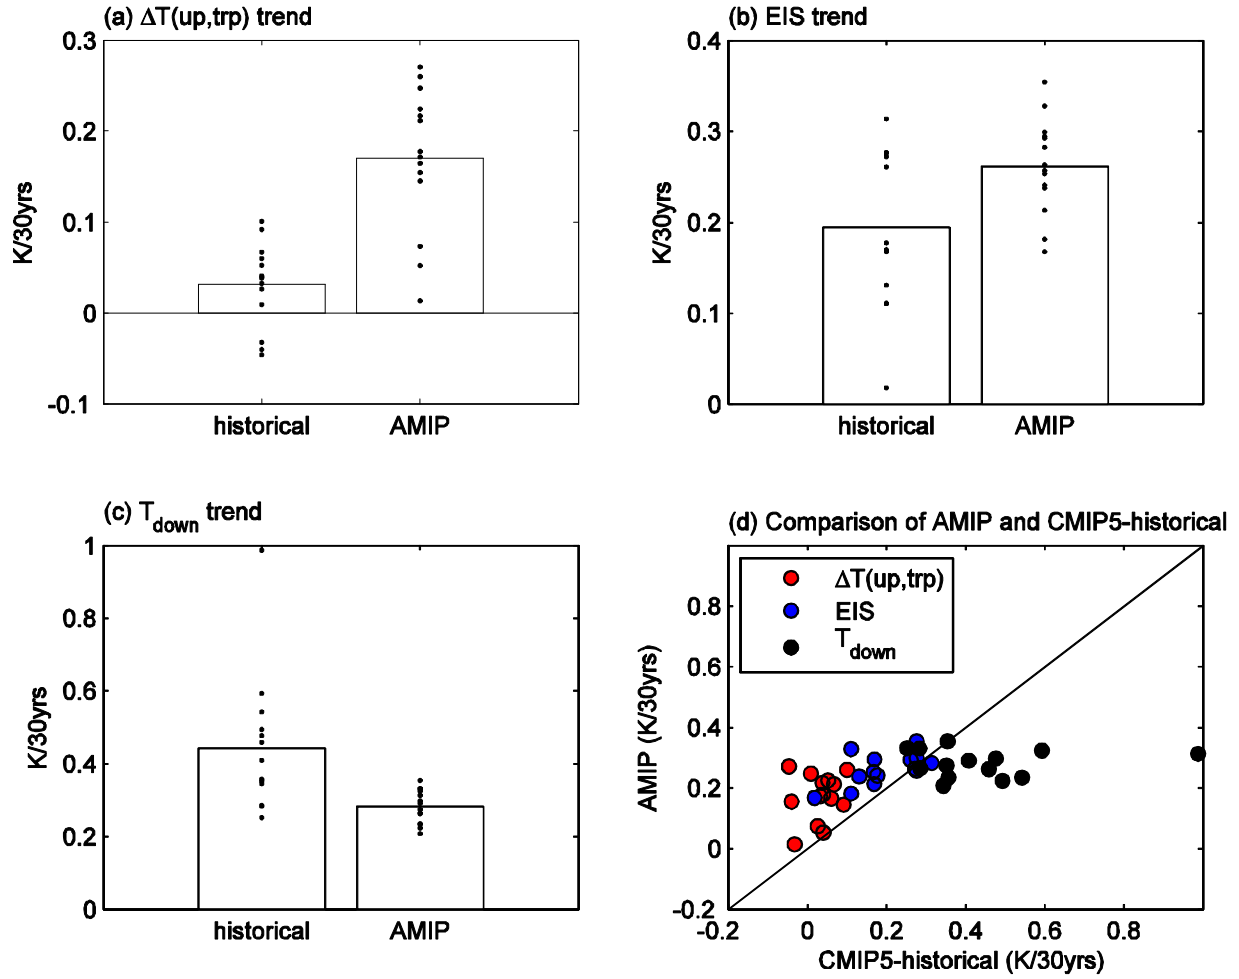 (a) ΔT(up,trp) trend
K/30yrs
0.3
0.2
0.1
0
-0.1
historical AMIP
(b) EIS trend
K/30yrs
0.4
0.3
0.2
0.1
0
historical AMIP
(c) Tdown trend
K/30yrs
1
0.8
0.6
0.4
0.2
0
historical AMIP
(d) Comparison of AMIP and CMIP5-historical
ΔT(up,trp)
EIS
Tdown
AMIP (K/30yrs)
0.8
0.6
0.4
0.2
0
-0.2
-0.2 0 0.2 0.4 0.6 0.8
CMIP5-historical (K/30yrs)